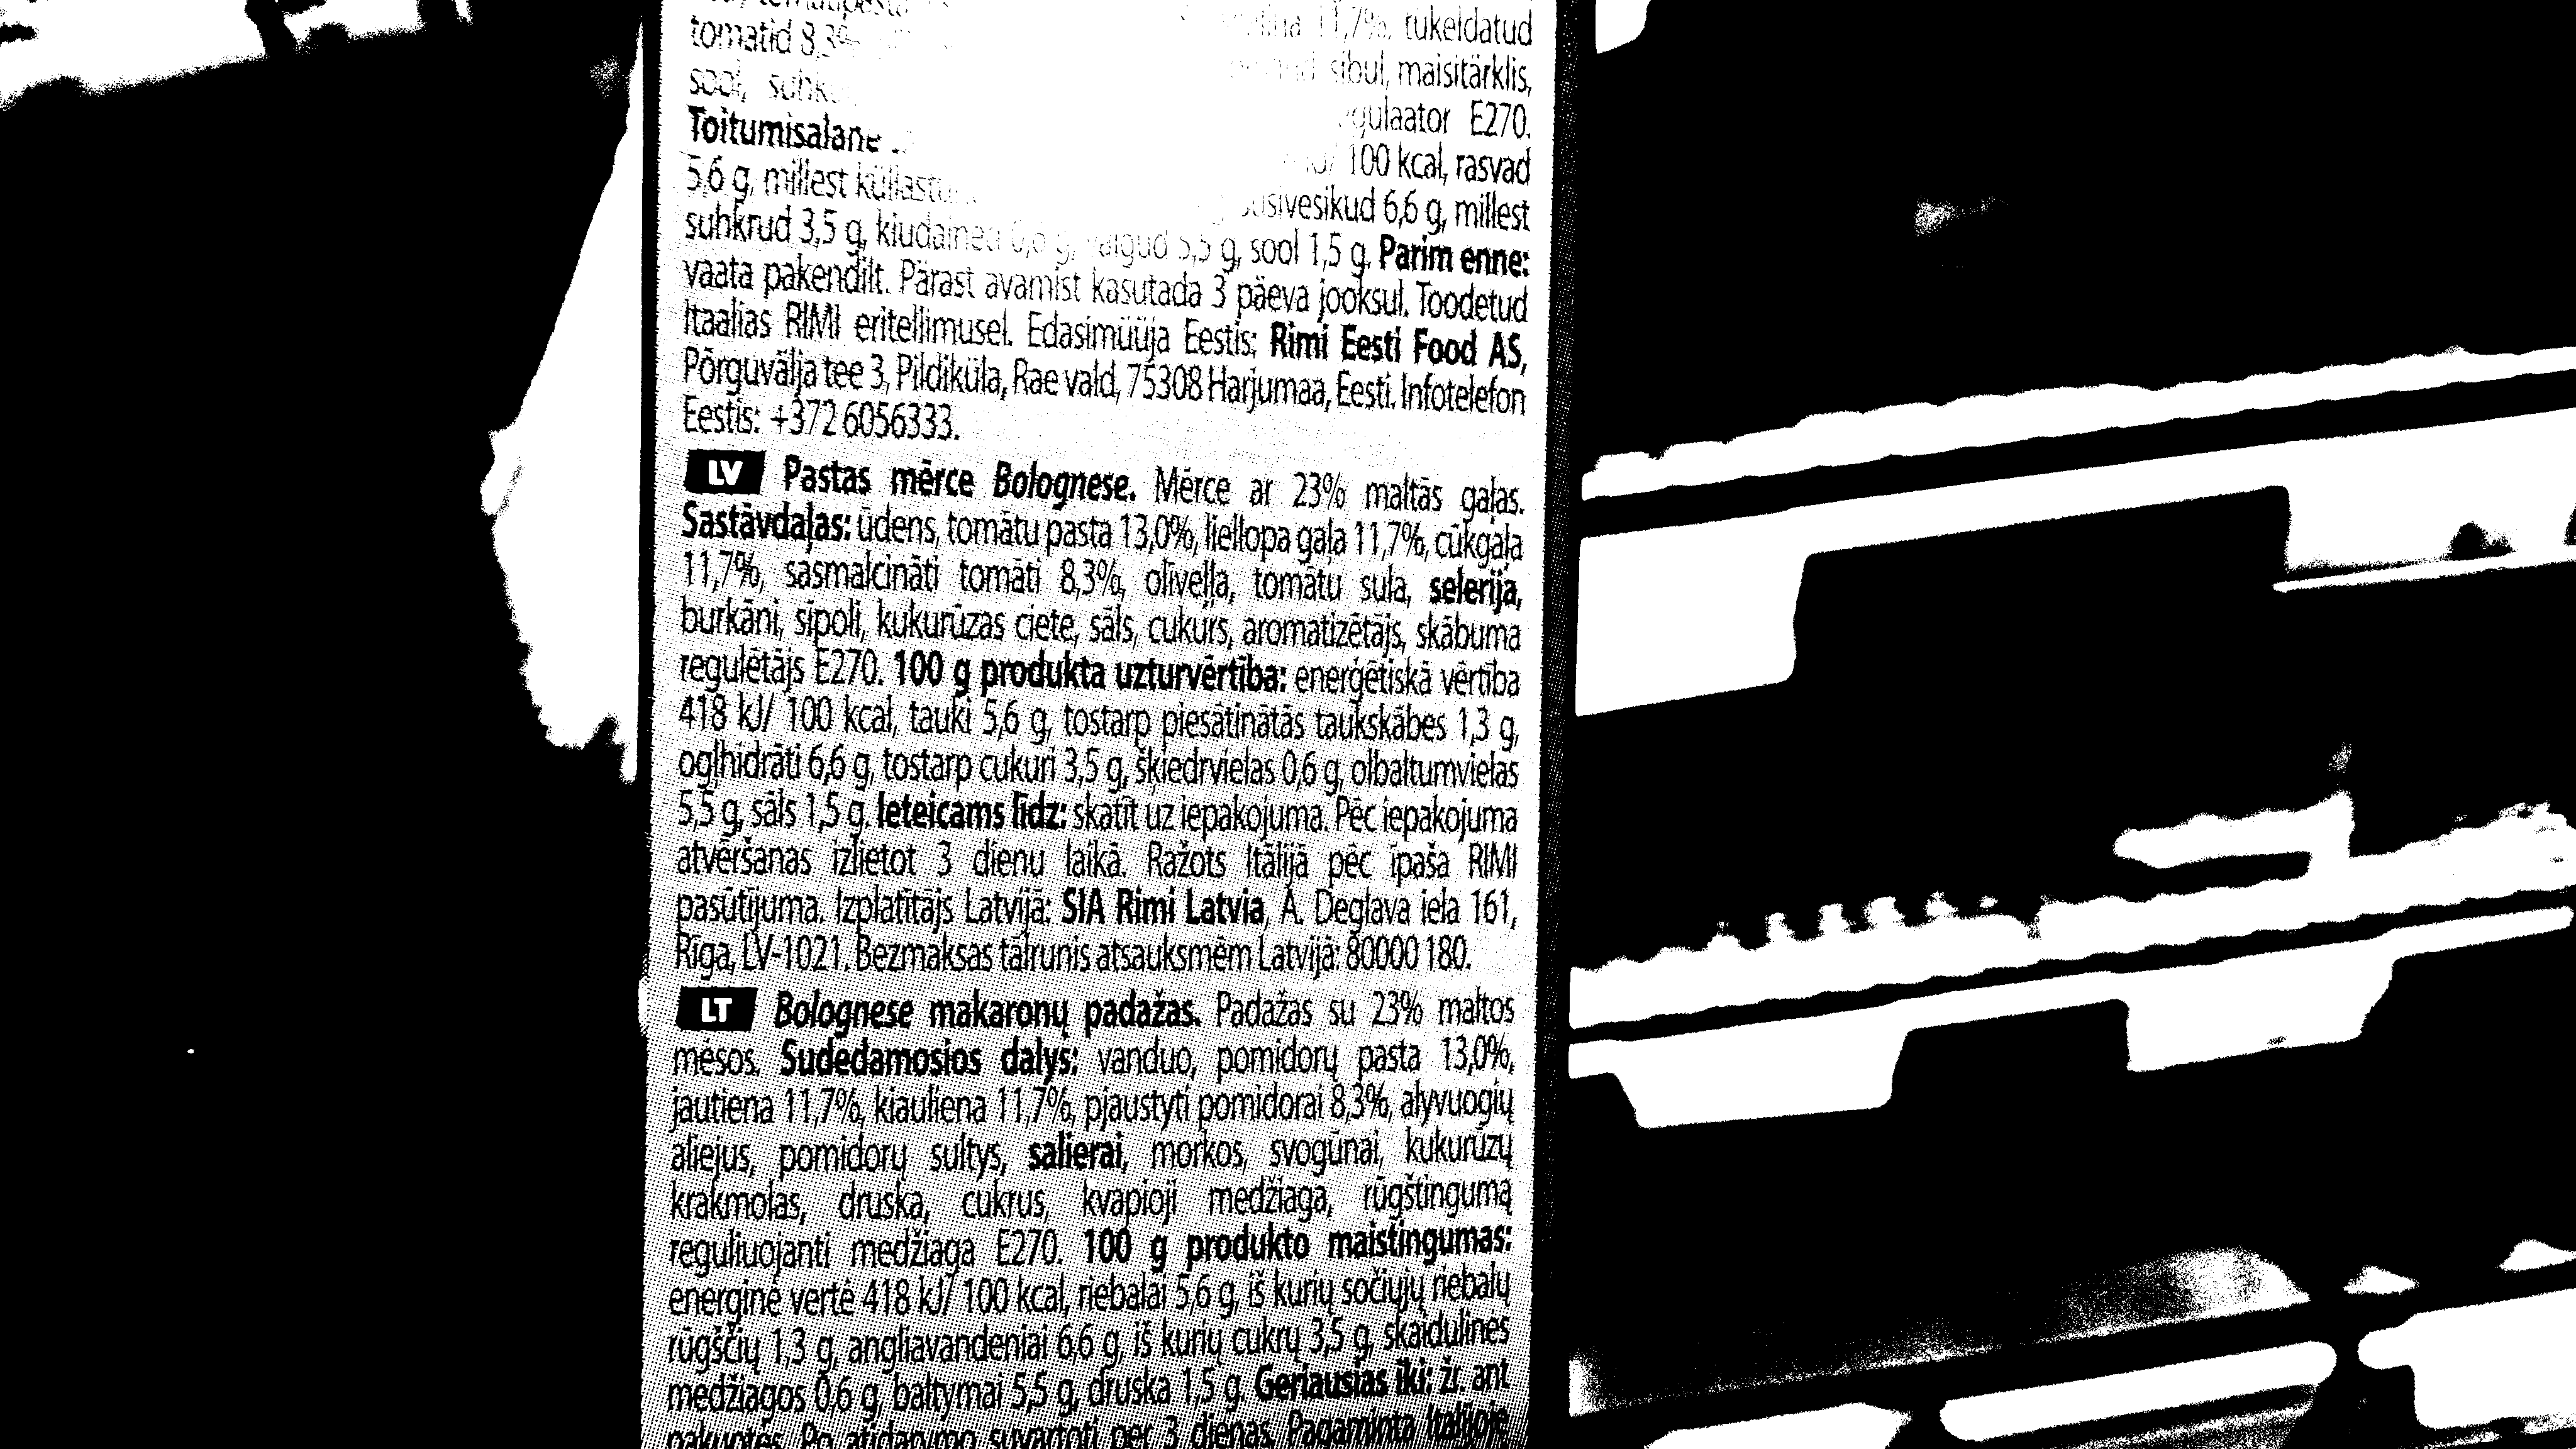 tomatid 8,3% 11,7%, tükeldatud
sool, sibul, maisitärklis,
Toitumisalane E270.
100 kcal, rasvad
5,6 g, millest 6,6 g, millest
suhkrud 3,5 g, kiudained 0,6 g, valgud 5,5 g, sool 1,5 g. Parim enne:
vaata pakendilt. Pärast avamist kasutada 3 päeva jooksul. Toodetud
Itaalias RIMI eritellimusel. Edasimüüja Eestis: Rimi Eesti Food AS,
Põrguvälja tee 3, Pildiküla, Rae vald, 75308 Harjumaa, Eesti. Infotelefon
Eestis: +372 6056333.
LV Pastas mērce Bolognese. Mērce ar 23% maltās gaļas.
Sastāvdaļas: ūdens, tomātu pasta 13,0%, liellopa gaļa 11,7%, cūkgaļa
11,7%, sasmalcināti tomāti 8,3%, olīveļļa, tomātu sula, selerija,
burkāni, sīpoli, kukurūzas ciete, sāls, cukurs, aromatizētājs, skābuma
regulētājs E270. 100 g produkta uzturvērtība: enerģētiskā vērtība
418 kJ/ 100 kcal, tauki 5,6 g, tostarp piesātinātās taukskābes 1,3 g,
ogļhidrāti 6,6 g, tostarp cukuri 3,5 g, šķiedrvielas 0,6 g, olbaltumvielas
5,5 g, sāls 1,5 g. Ieteicams līdz: skatīt uz iepakojuma. Pēc iepakojuma
atvēršanas izlietot 3 dienu laikā. Ražots Itālijā pēc īpaša RIMI
pasūtījuma. Izplatītājs Latvijā: SIA Rimi Latvia, A. Deglava iela 161,
Rīga, LV-1021. Bezmaksas tālrunis atsauksmēm Latvijā: 80000 180.
LT Bolognese makaronų padažas. Padažas su 23% maltos
mėsos. Sudedamosios dalys: vanduo, pomidorų pasta 13,0%,
jautiena 11,7%, kiauliena 11,7%, pjaustyti pomidorai 8,3%, alyvuogių
aliejus, pomidorų sultys, salierai, morkos, svogūnai, kukurūzų
krakmolas, druska, cukrus, kvapioji medžiaga, rūgštingumą
reguliuojanti medžiaga E270. 100 g produkto maistingumas:
energinė vertė 418 kJ/ 100 kcal, riebalai 5,6 g, iš kurių sočiųjų riebalų
rūgščių 1,3 g, angliavandeniai 6,6 g, iš kurių cukrų 3,5 g, skaidulinės
medžiagos 0,6 g, baltymai 5,5 g, druska 1,5 g. Geriausias iki: žr. ant
pakuotės. Po atidarymo suvartoti per 3 dienas. Pagaminta Italijoje